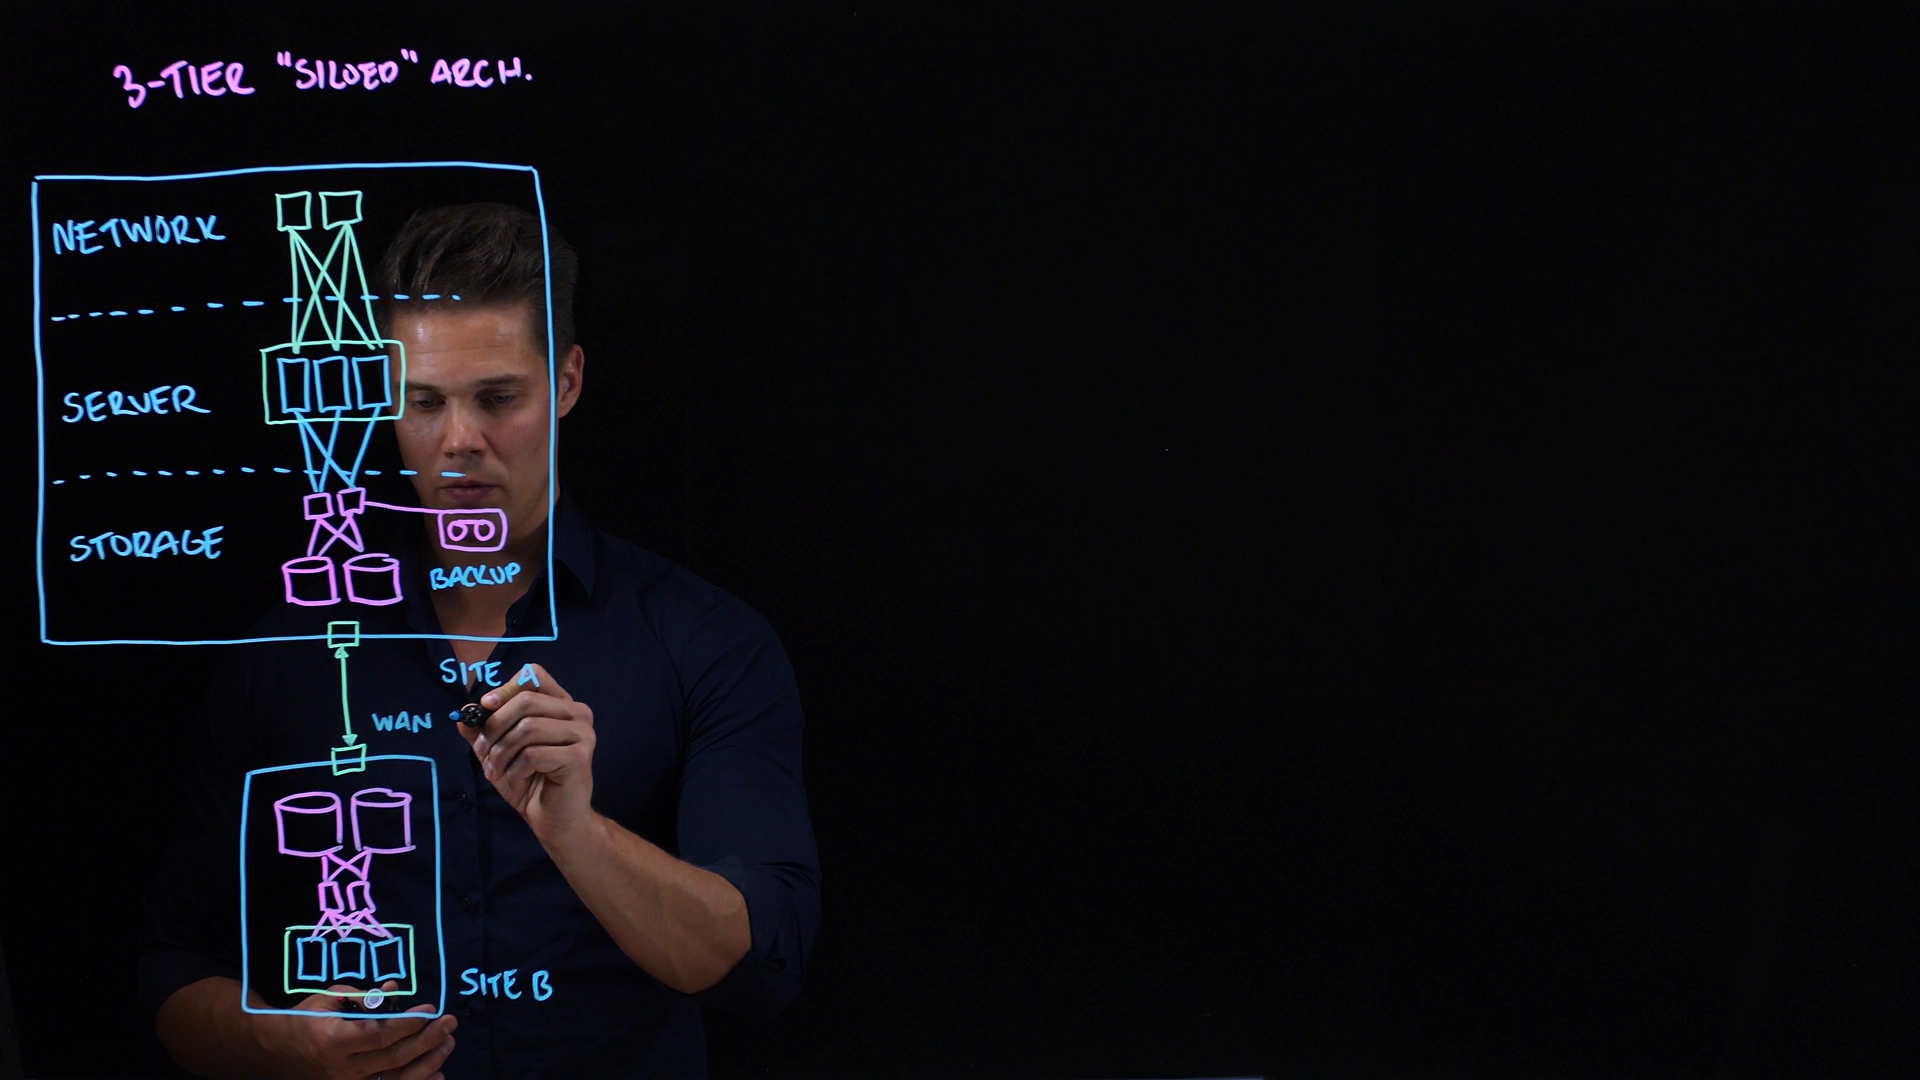 3-TIER "SILOED" ARCH.
NETWORK
SERVER
STORAGE
BACKUP
SITE A
WAN
SITE B